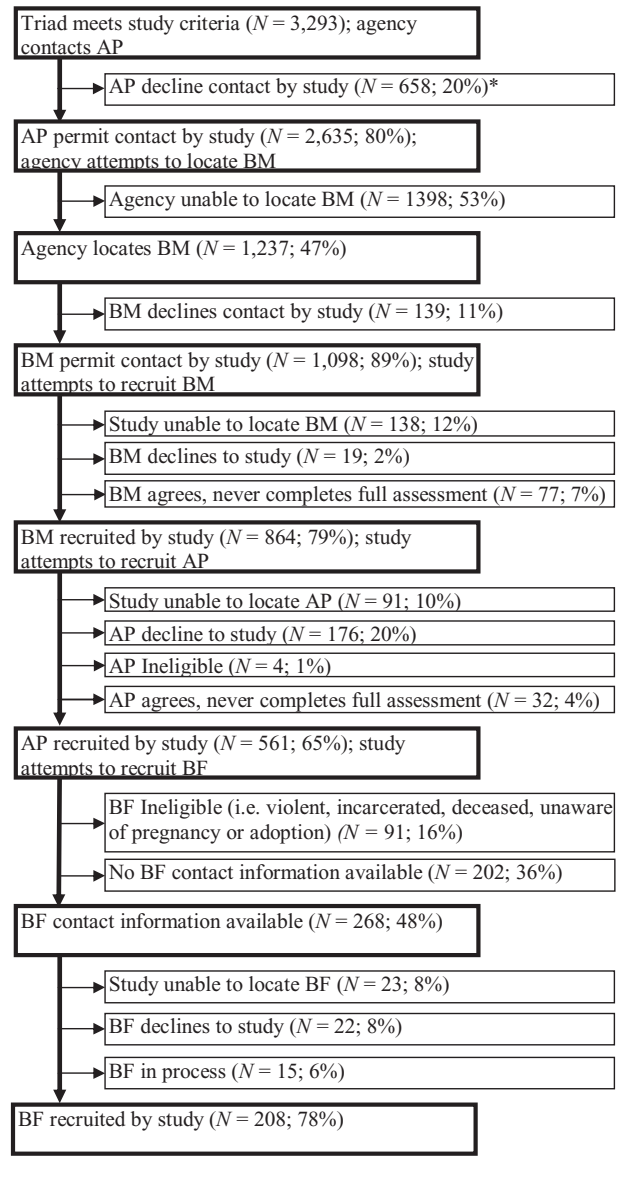 Triad meets study criteria (N = 3,293); agency
contacts AP
AP decline contact by study (N = 658; 20%)*
AP permit contact by study (N = 2,635; 80%);
agency attempts to locate BM
Agency unable to locate BM (N = 1398; 53%)
Agency locates BM (N = 1,237; 47%)
BM declines contact by study (N = 139; 11%)
BM permit contact by study (N = 1,098; 89%); study
attempts to recruit BM
Study unable to locate BM (N = 138; 12%)
BM declines to study (N = 19; 2%)
BM agrees, never completes full assessment (N = 77; 7%)
BM recruited by study (N = 864; 79%); study
attempts to recruit AP
Study unable to locate AP (N = 91; 10%)
AP decline to study (N = 176; 20%)
AP Ineligible (N = 4; 1%)
AP agrees, never completes full assessment (N = 32; 4%)
AP recruited by study (N = 561; 65%); study
attempts to recruit BF
BF Ineligible (i.e. violent, incarcerated, deceased, unaware
of pregnancy or adoption) (N = 91; 16%)
No BF contact information available (N = 202; 36%)
BF contact information available (N = 268; 48%)
Study unable to locate BF (N = 23; 8%)
BF declines to study (N = 22; 8%)
BF in process (N = 15; 6%)
BF recruited by study (N = 208; 78%)